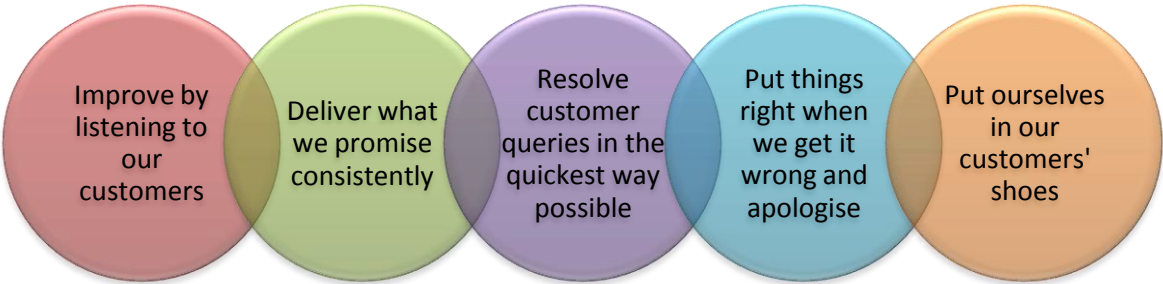 Improve by
listening to
our
customers
Deliver what
we promise
consistently
Resolve
customer
queries in the
quickest way
possible
Put things
right when
we get it
wrong and
apologise
Put ourselves
in our
customers'
shoes